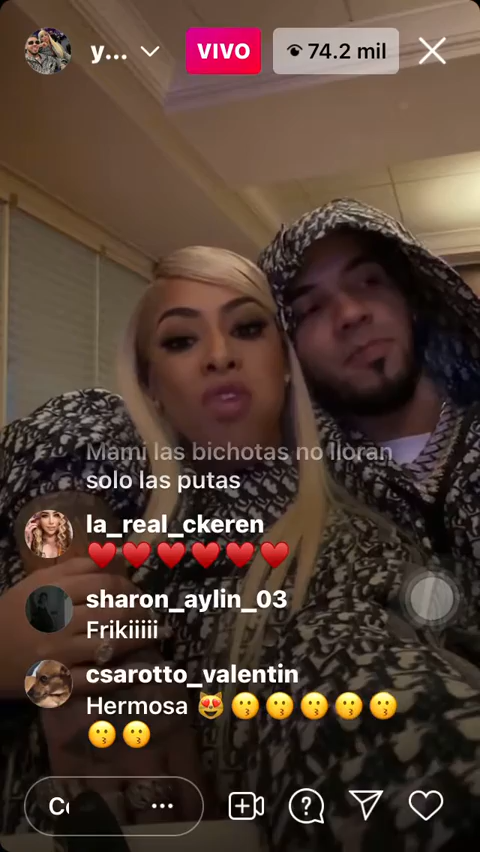 y...
VIVO
74.2 mil
Mami las bichotas no lloran
solo las putas
la_real_ckeren
sharon_aylin_03
Frikiiiii
csarotto_valentin
Hermosa
...